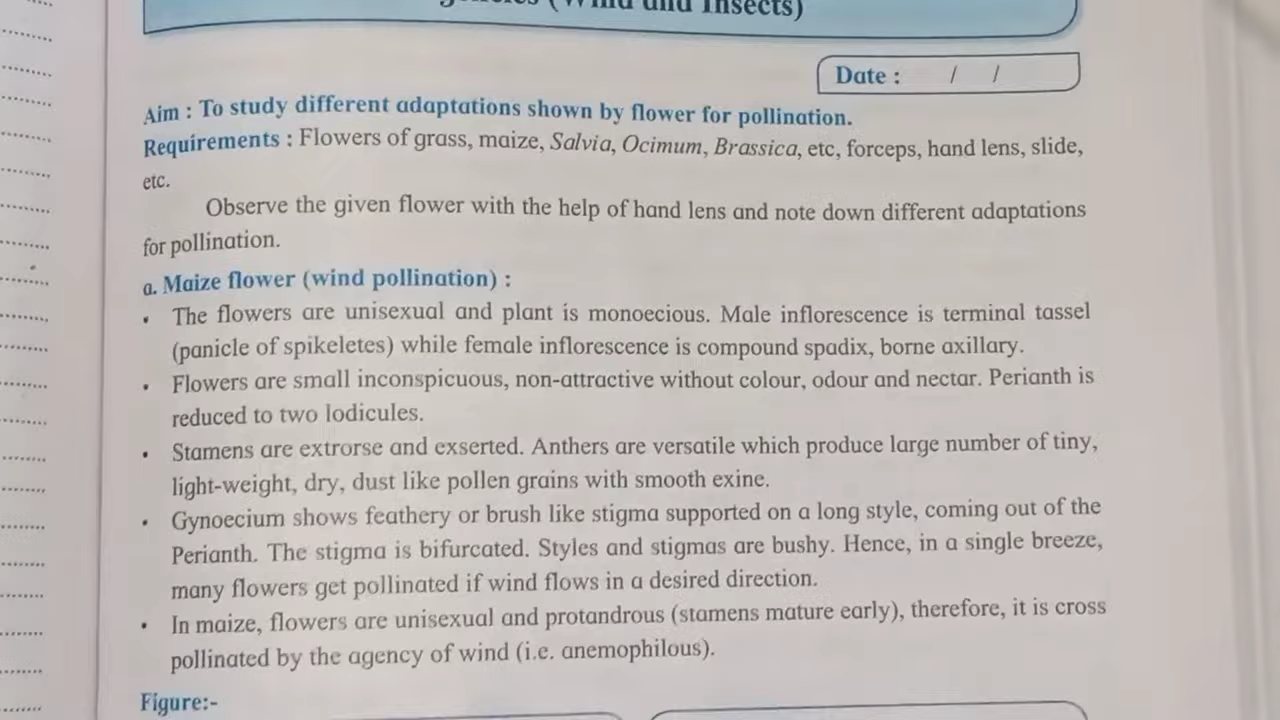 (Wind and Insects)
Date : / /
Aim : To study different adaptations shown by flower for pollination.
Requirements : Flowers of grass, maize, Salvia, Ocimum, Brassica, etc, forceps, hand lens, slide,
etc.
Observe the given flower with the help of hand lens and note down different adaptations
for pollination.
a. Maize flower (wind pollination) :
• The flowers are unisexual and plant is monoecious. Male inflorescence is terminal tassel
(panicle of spikeletes) while female inflorescence is compound spadix, borne axillary.
• Flowers are small inconspicuous, non-attractive without colour, odour and nectar. Perianth is
reduced to two lodicules.
• Stamens are extrorse and exserted. Anthers are versatile which produce large number of tiny,
light-weight, dry, dust like pollen grains with smooth exine.
• Gynoecium shows feathery or brush like stigma supported on a long style, coming out of the
Perianth. The stigma is bifurcated. Styles and stigmas are bushy. Hence, in a single breeze,
many flowers get pollinated if wind flows in a desired direction.
• In maize, flowers are unisexual and protandrous (stamens mature early), therefore, it is cross
pollinated by the agency of wind (i.e. anemophilous).
Figure:-